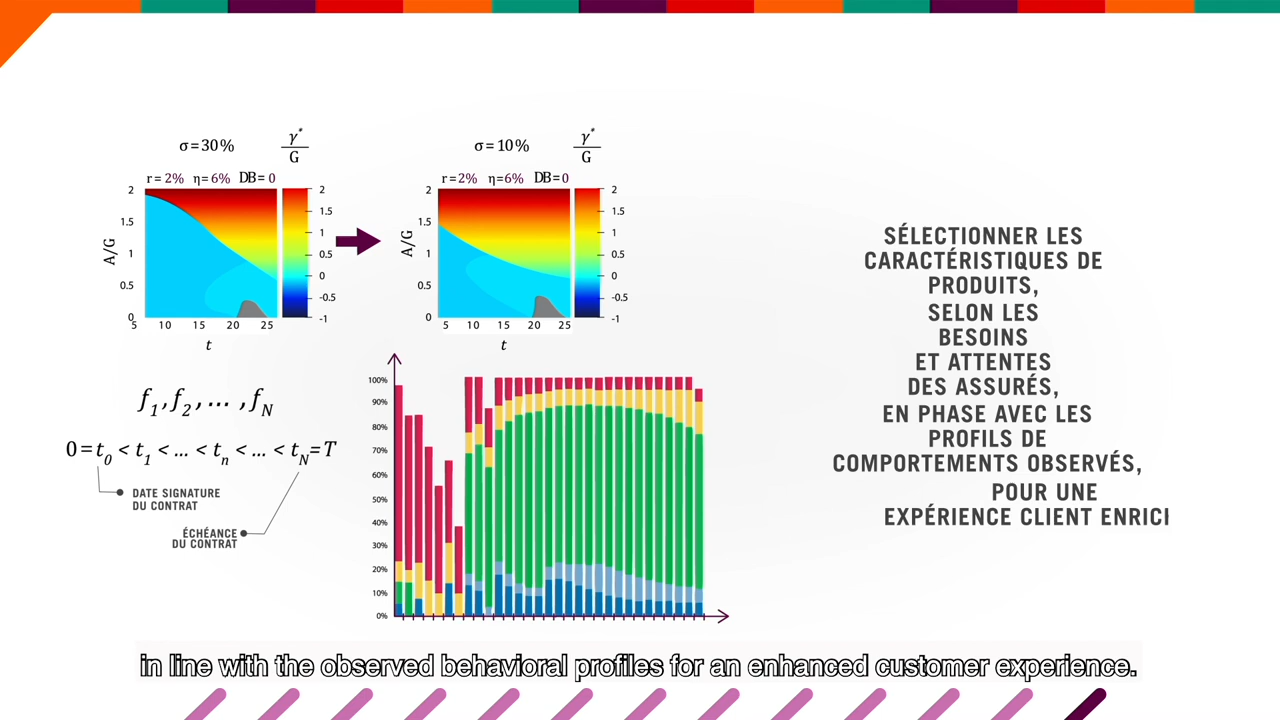 σ=30%
γ*
G
r=2% η=6% DB=0
2
1.5
1
0.5
0
A/G
5 10 15 20 25
t
2
1.5
1
0.5
0
-0.5
-1
σ=10%
γ*
G
r=2% η=6% DB=0
2
1.5
1
0.5
0
A/G
5 10 15 20 25
t
2
1.5
1
0.5
0
-0.5
-1
f1, f2, ... , fN
0=t0 < t1 < ... < tn < ... < tN=T
DATE SIGNATURE
DU CONTRAT
ÉCHÉANCE
DU CONTRAT
100%
90%
80%
70%
60%
50%
40%
30%
20%
10%
0%
SÉLECTIONNER LES
CARACTÉRISTIQUES DE
PRODUITS,
SELON LES
BESOINS
ET ATTENTES
DES ASSURÉS,
EN PHASE AVEC LES
PROFILS DE
COMPORTEMENTS OBSERVÉS,
POUR UNE
EXPÉRIENCE CLIENT ENRICI
in line with the observed behavioral profiles for an enhanced customer experience.